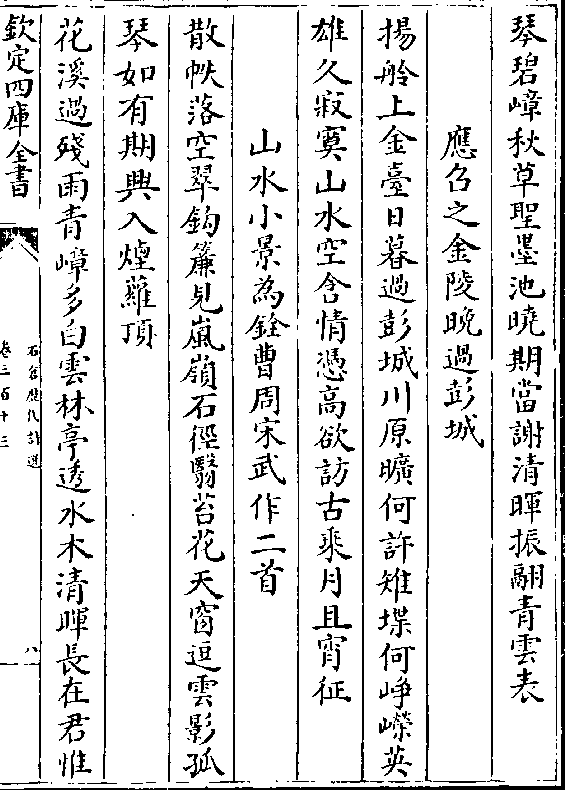 琴碧嶂秋草聖墨池曉期當謝清暉振翮青雲表
應召之金陵晚過彭城
揚舲上金臺日暮過彭城川原曠何許雉堞何崢嶸英
雄久寂寞山水空含情憑高欲訪古乘月且宵征
山水小景為銓曹周宋武作二首
散帙落空翠鈎簾見嵐嶺石徑翳苔花天窗逗雲影孤
琴如有期興入煙蘿頂
花溪過殘雨青嶂多白雲林亭透水木清暉長在君惟
欽定四庫全書
石倉歷代詩選
卷三百十三
八